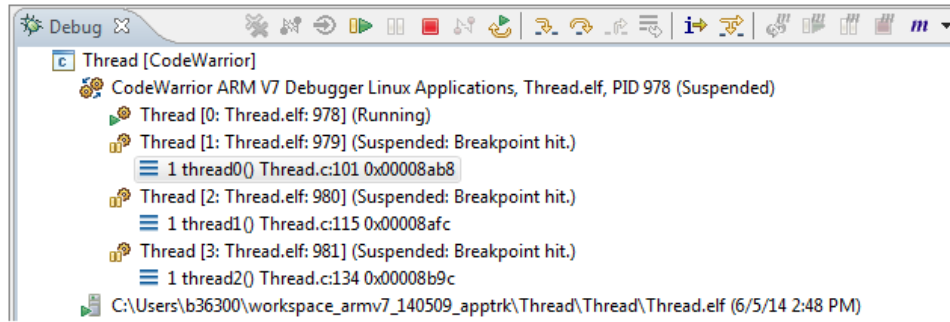 Debug
i
m
c Thread [CodeWarrior]
CodeWarrior ARM V7 Debugger Linux Applications, Thread.elf, PID 978 (Suspended)
Thread [0: Thread.elf: 978] (Running)
Thread [1: Thread.elf: 979] (Suspended: Breakpoint hit.)
1 thread0() Thread.c:101 0x00008ab8
Thread [2: Thread.elf: 980] (Suspended: Breakpoint hit.)
1 thread1() Thread.c:115 0x00008afc
Thread [3: Thread.elf: 981] (Suspended: Breakpoint hit.)
1 thread2() Thread.c:134 0x00008b9c
C:\Users\b36300\workspace_armv7_140509_apptrk\Thread\Thread\Thread.elf (6/5/14 2:48 PM)